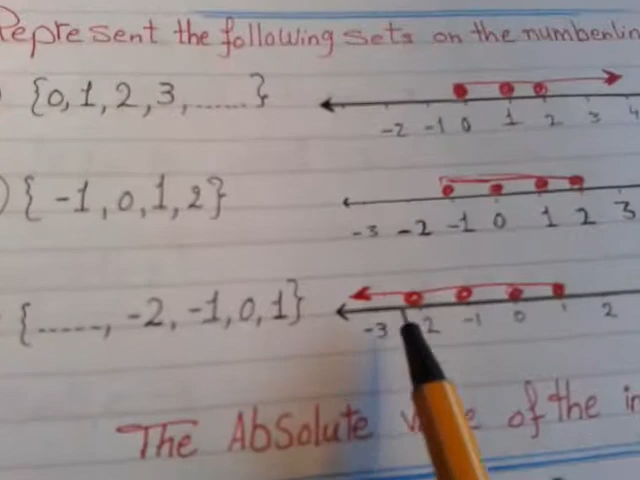 Represent the following sets on the numberlin
{0,1,2,3,......}
-2 -1 0 1 2 3 4
) { -1,0,1,2}
-3 -2 -1 0 1 2 3
{....., -2,-1,0,1}
-3 2 -1 0 1 2
The Absolute of the in